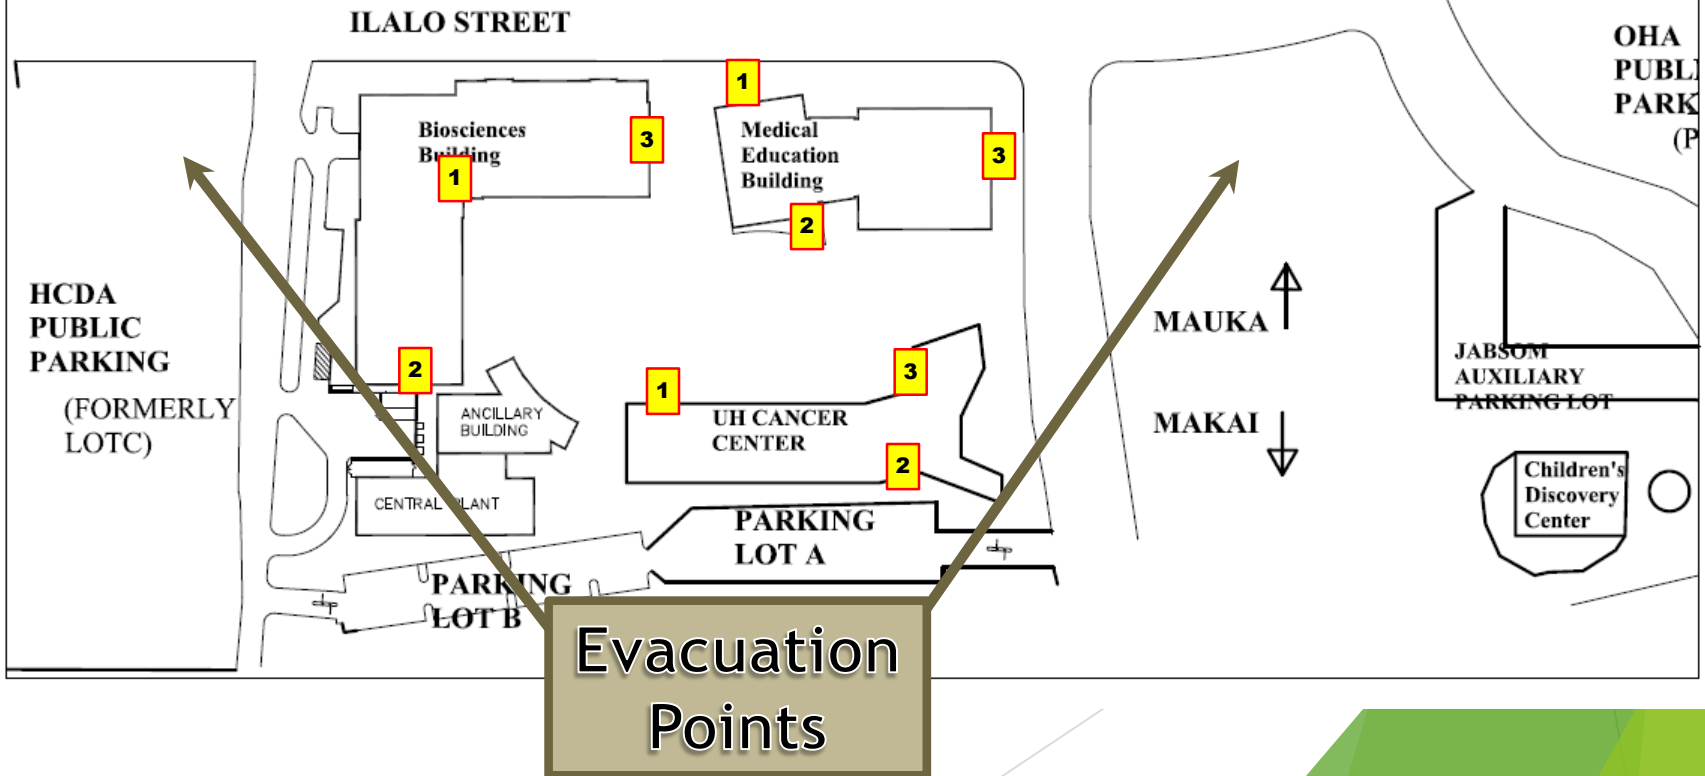 ILALO STREET
OHA
PUBLI
PARK
(P
1
Biosciences
Building
3
1
Medical
Education
Building
3
1
2
HCDA
PUBLIC
PARKING
(FORMERLY
LOTC)
MAUKA
MAKAI
JABSOM
AUXILIARY
PARKING LOT
2
ANCILLARY
BUILDING
1
3
UH CANCER
CENTER
2
CENTRAL PLANT
Children's
Discovery
Center
PARKING
LOT A
PARKING
LOT B
Evacuation
Points